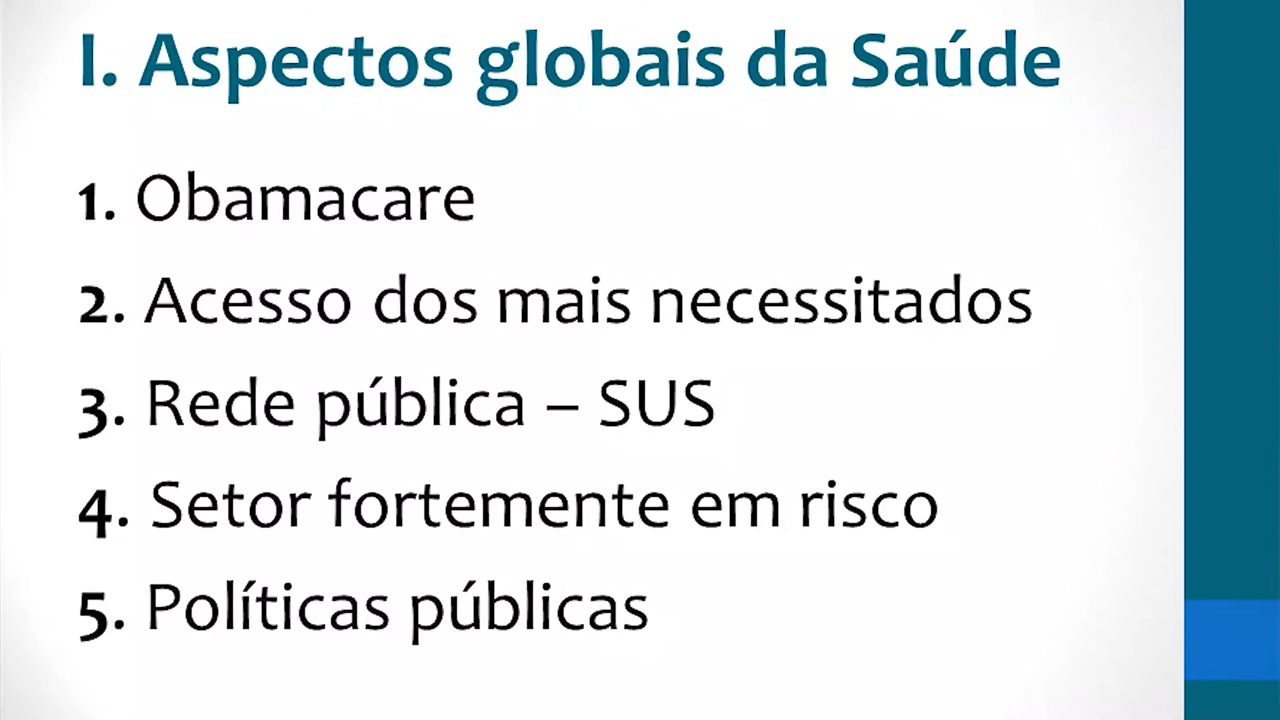 I. Aspectos globais da Saúde
1. Obamacare
2. Acesso dos mais necessitados
3. Rede pública – SUS
4. Setor fortemente em risco
5. Políticas públicas